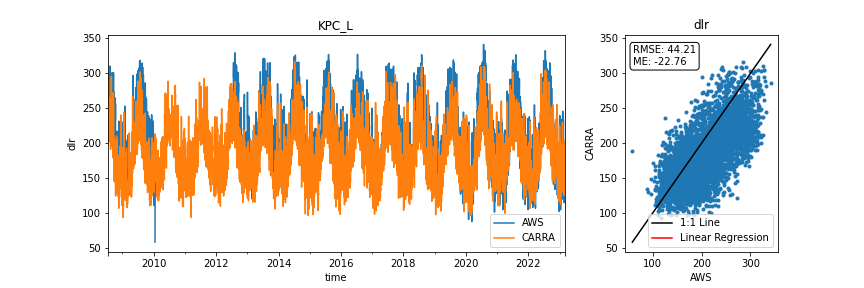 KPC_L
dlr
350
300
250
200
150
100
50
dlr
2010
2012
2014
2016
2018
2020
2022
time
AWS
CARRA
dlr
RMSE: 44.21
ME: -22.76
350
300
250
200
150
100
50
CARRA
100
200
300
AWS
1:1 Line
Linear Regression